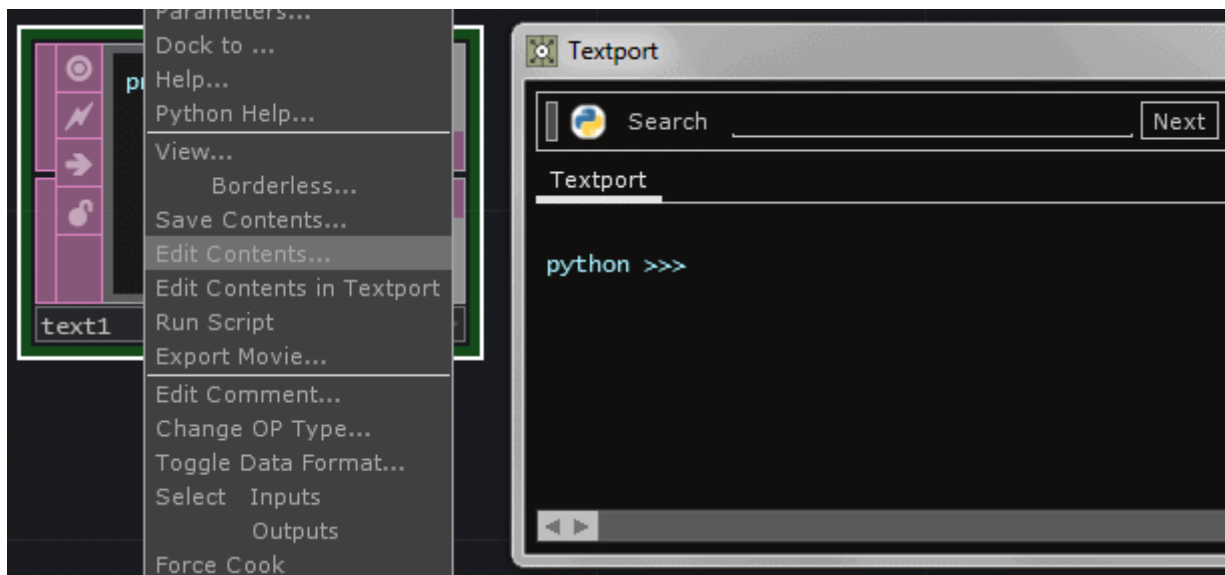 Parameters...
Dock to ...
Help...
Python Help...
View...
Borderless...
Save Contents...
Edit Contents...
Edit Contents in Textport
Run Script
Export Movie...
Edit Comment...
Change OP Type...
Toggle Data Format...
Select Inputs
Outputs
Force Cook
text1
Textport
Search
Next
Textport
python >>>